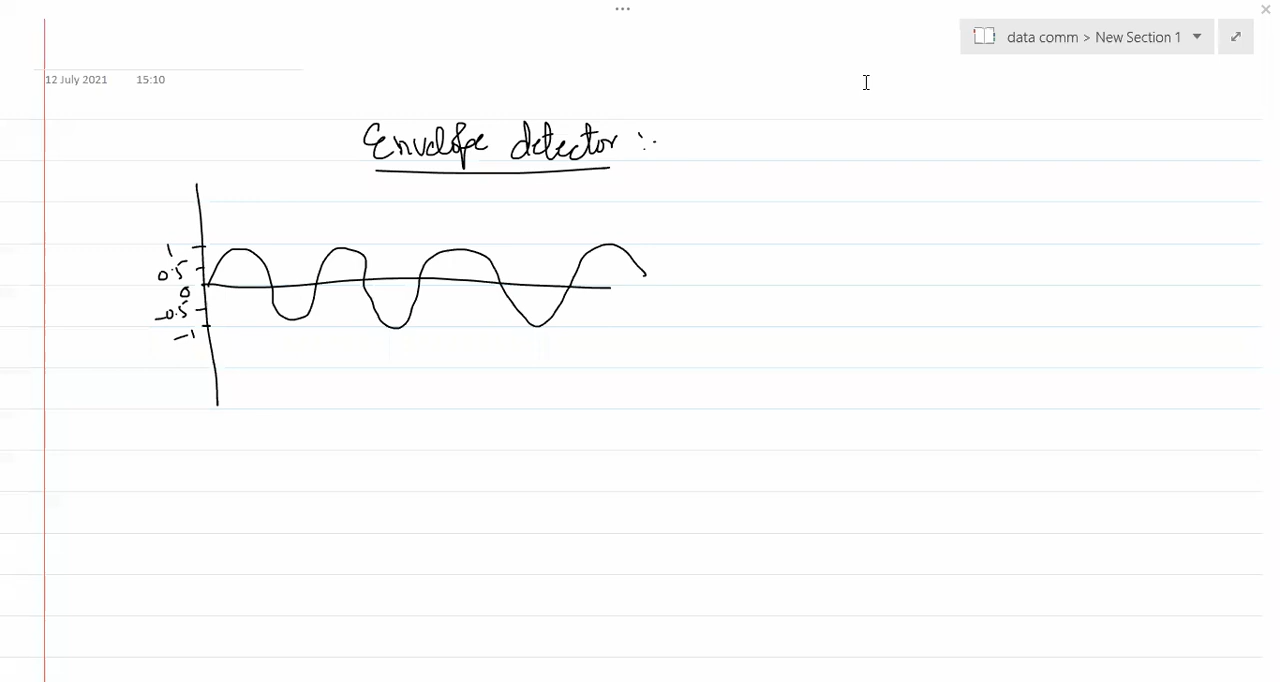 data comm > New Section 1
12 July 2021 15:10
Envelope detector :-
1
0.5
0
-0.5
-1